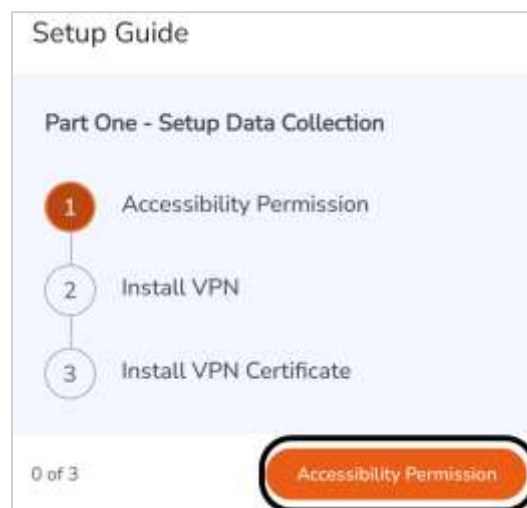 Setup Guide
Part One - Setup Data Collection
1 Accessibility Permission
2 Install VPN
3 Install VPN Certificate
0 of 3
Accessibility Permission